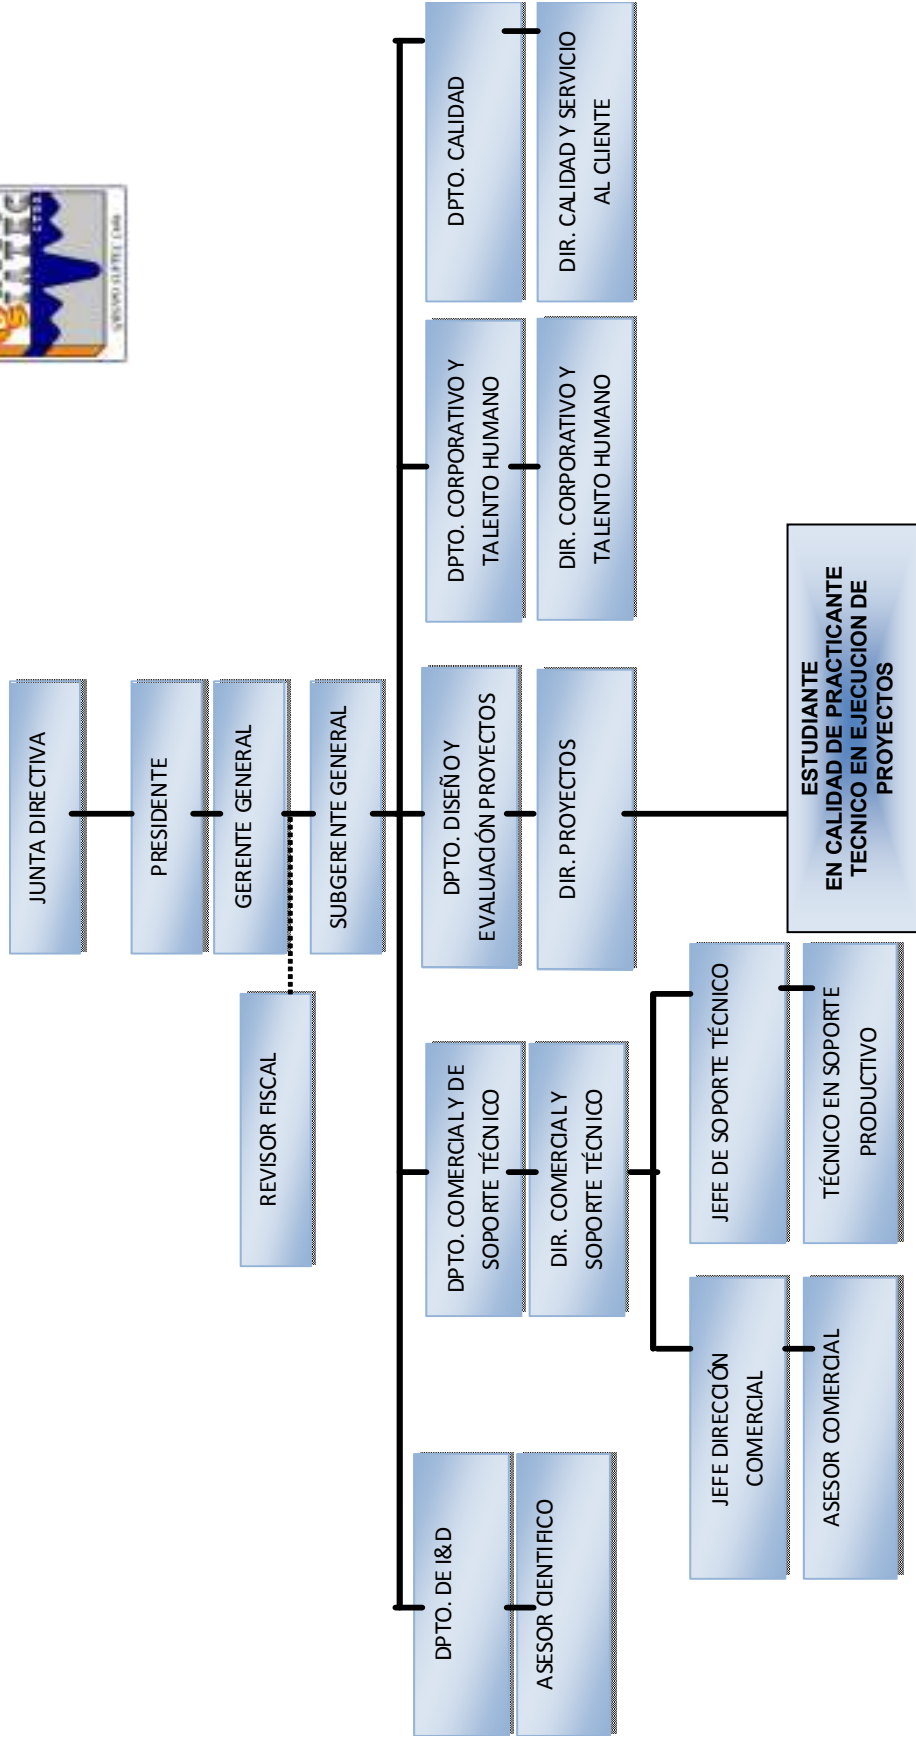 JUNTA DIRECTIVA
PRESIDENTE
GERENTE GENERAL
REVISOR FISCAL
SUBGERENTE GENERAL
DPTO. DE I&D
ASESOR CIENTIFICO
DPTO. COMERCIAL Y DE
SOPORTE TÉCNICO
DIR. COMERCIAL Y
SOPORTE TÉCNICO
JEFE DIRECCIÓN
COMERCIAL
ASESOR COMERCIAL
JEFE DE SOPORTE TÉCNICO
TÉCNICO EN SOPORTE
PRODUCTIVO
DPTO. DISEÑO Y
EVALUACIÓN PROYECTOS
DIR. PROYECTOS
ESTUDIANTE
EN CALIDAD DE PRACTICANTE
TECNICO EN EJECUCION DE
PROYECTOS
DPTO. CORPORATIVO Y
TALENTO HUMANO
DIR. CORPORATIVO Y
TALENTO HUMANO
DPTO. CALIDAD
DIR. CALIDAD Y SERVICIO
AL CLIENTE